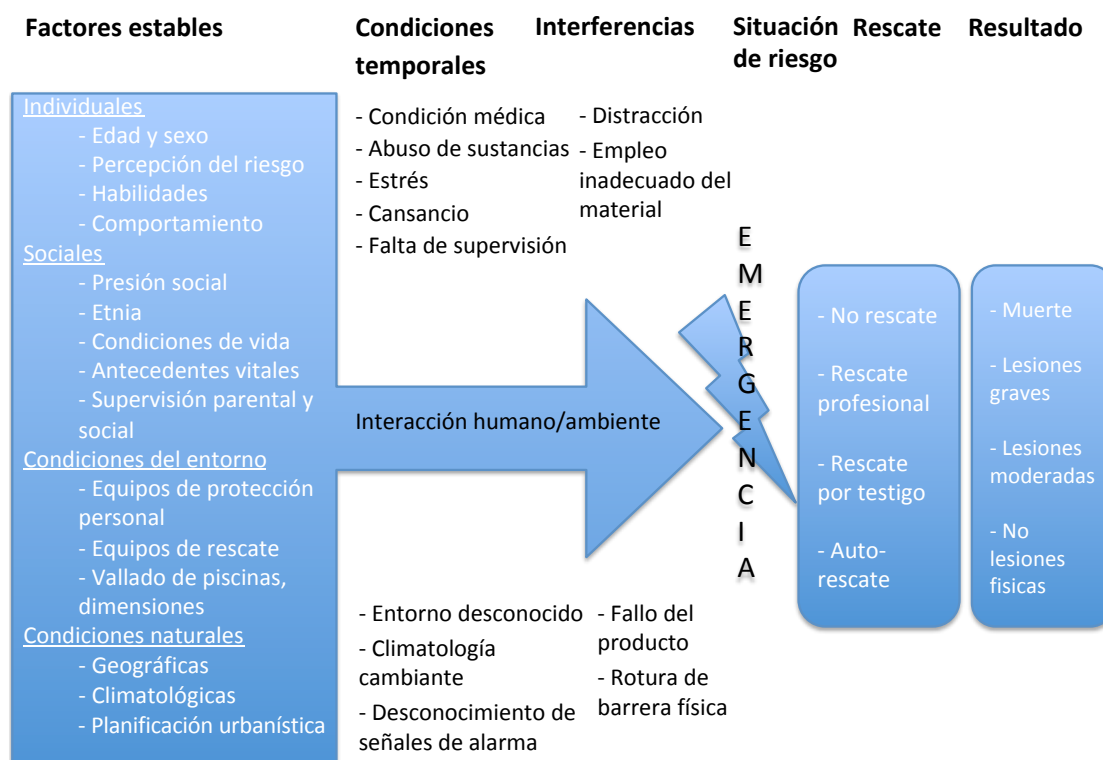 Factores estables
Condiciones
temporales
Interferencias
Situación
de riesgo
Rescate
Resultado
Individuales
- Edad y sexo
- Percepción del riesgo
- Habilidades
- Comportamiento
Sociales
- Presión social
- Etnia
- Condiciones de vida
- Antecedentes vitales
- Supervisión parental y
social
Condiciones del entorno
- Equipos de protección
personal
- Equipos de rescate
- Vallado de piscinas,
dimensiones
Condiciones naturales
- Geográficas
- Climatológicas
- Planificación urbanística
- Condición médica
- Abuso de sustancias
- Estrés
- Cansancio
- Falta de supervisión
- Distracción
- Empleo
inadecuado del
material
Interacción humano/ambiente
- Entorno desconocido
- Climatología
cambiante
- Desconocimiento de
señales de alarma
- Fallo del
producto
- Rotura de
barrera física
E
M
E
R
G
E
N
C
I
A
- No rescate
- Rescate
profesional
- Rescate
por testigo
- Auto-
rescate
- Muerte
- Lesiones
graves
- Lesiones
moderadas
- No
lesiones
fisicas